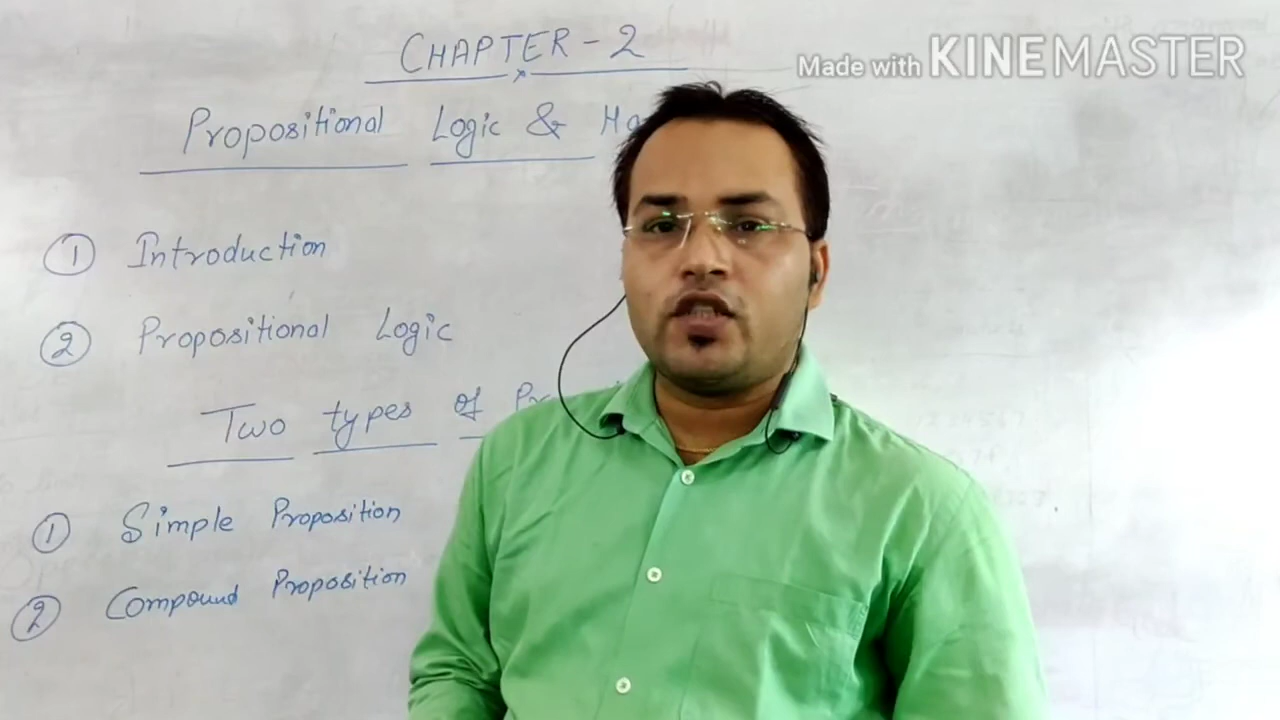 CHAPTER - 2
Made with KINEMASTER
Propositional Logic &
① Introduction
② Propositional Logic
Two types of
① Simple Proposition
② Compound Proposition